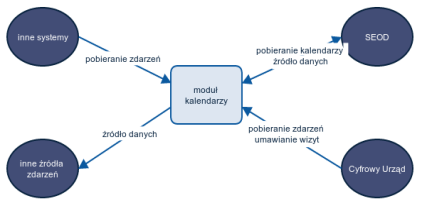 inne systemy
pobieranie zdarzeń
SEOD
pobieranie kalendarzy
źródło danych
moduł
kalendarzy
źródło danych
pobieranie zdarzeń
umawianie wizyt
inne źródła
zdarzeń
Cyfrowy Urząd